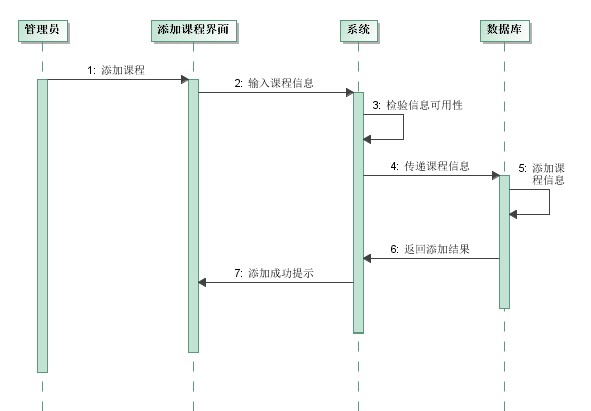 管理员
添加课程界面
系统
数据库
1: 添加课程
2: 输入课程信息
3: 检验信息可用性
4: 传递课程信息
5: 添加课
程信息
6: 返回添加结果
7: 添加成功提示